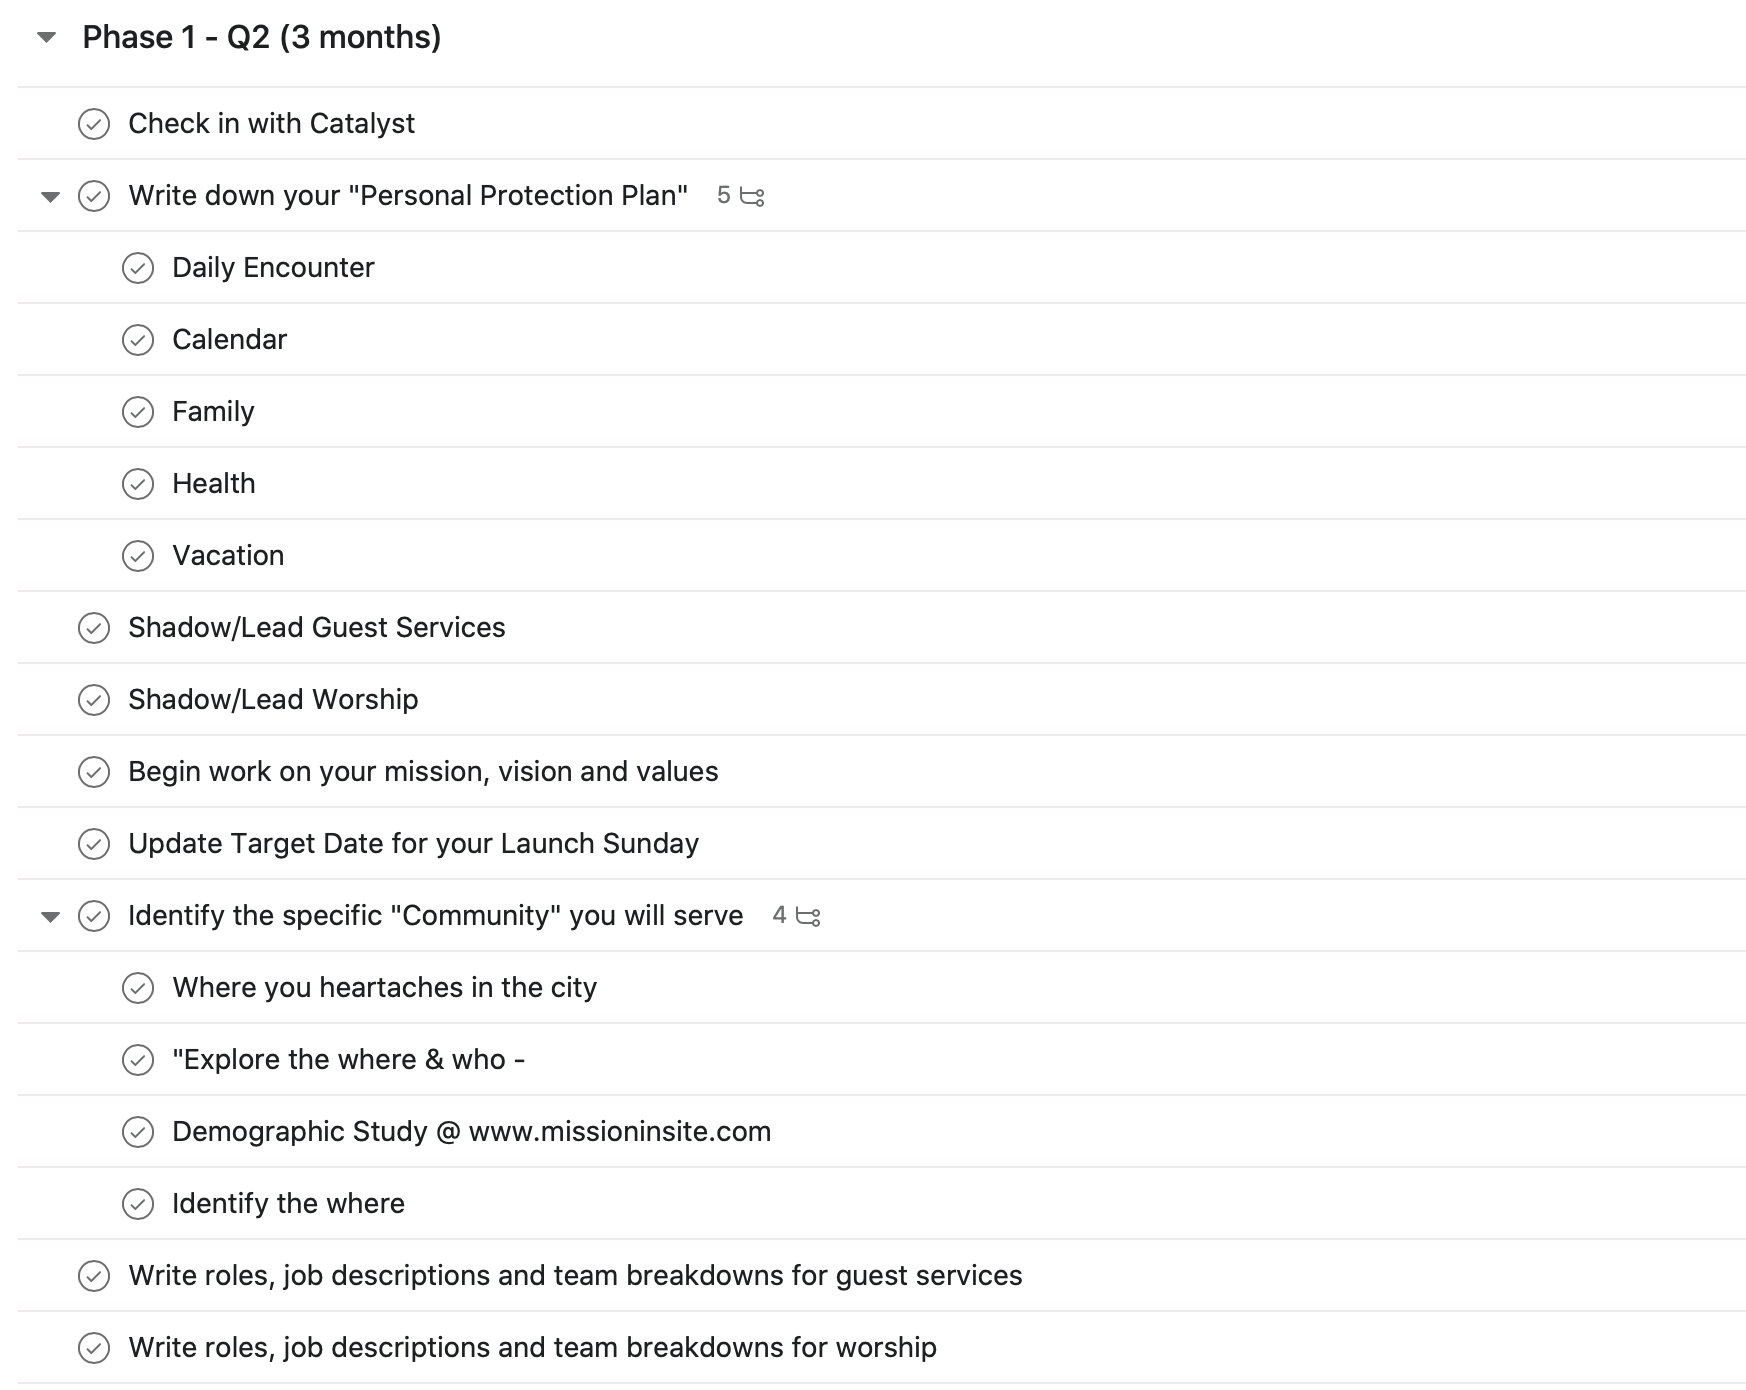 Phase 1 - Q2 (3 months)
Check in with Catalyst
Write down your "Personal Protection Plan" 5
Daily Encounter
Calendar
Family
Health
Vacation
Shadow/Lead Guest Services
Shadow/Lead Worship
Begin work on your mission, vision and values
Update Target Date for your Launch Sunday
Identify the specific "Community" you will serve 4
Where you heartaches in the city
"Explore the where & who -
Demographic Study @ www.missioninsite.com
Identify the where
Write roles, job descriptions and team breakdowns for guest services
Write roles, job descriptions and team breakdowns for worship